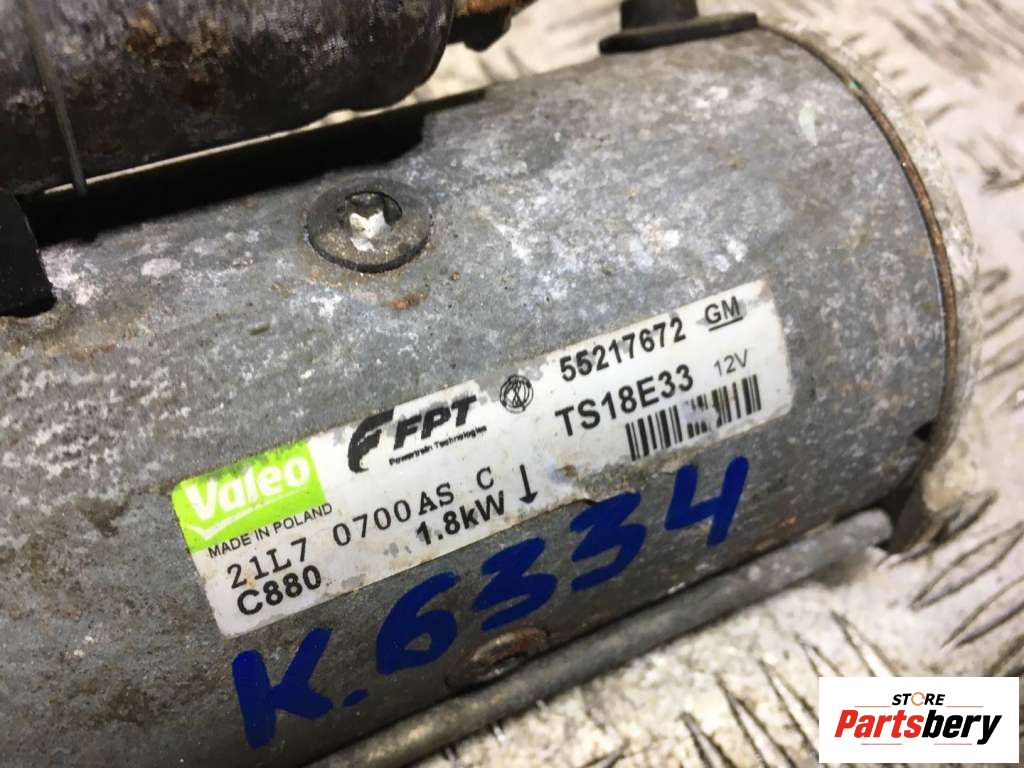 Valeo
MADE IN POLAND
FPT
Powertrain Technologies
55217672 GM
TS18E33 12V
21L7 0700AS C
1.8kW
C880
K.6334
STORE
Partsbery